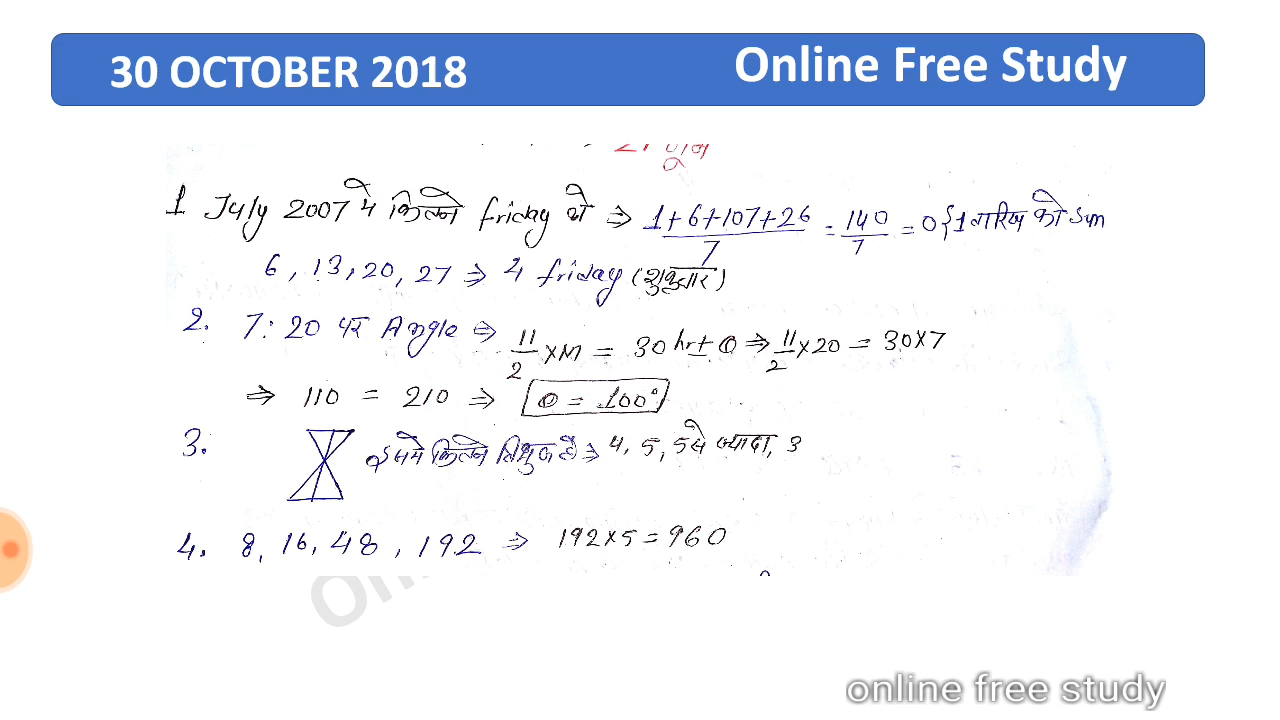 30 OCTOBER 2018
Online Free Study
1 July 2007 मे कितने friday थे ⇒ 1+6+107+26/7 = 140/7 = 0 {1 तारिख को Sun
6, 13, 20, 27 ⇒ 4 friday (शुक्रवार)
2. 7:20 पर Angle ⇒ 11/2 ×M = 30 hr ± θ ⇒ 11/2 × 20 = 30×7
⇒ 110 = 210 ⇒ θ = 100°
3. इसमे कितने त्रिभुज है ⇒ 4, 5, 5 से ज्यादा, 3
4. 8, 16, 48, 192 ⇒ 192×5 = 960
online free study